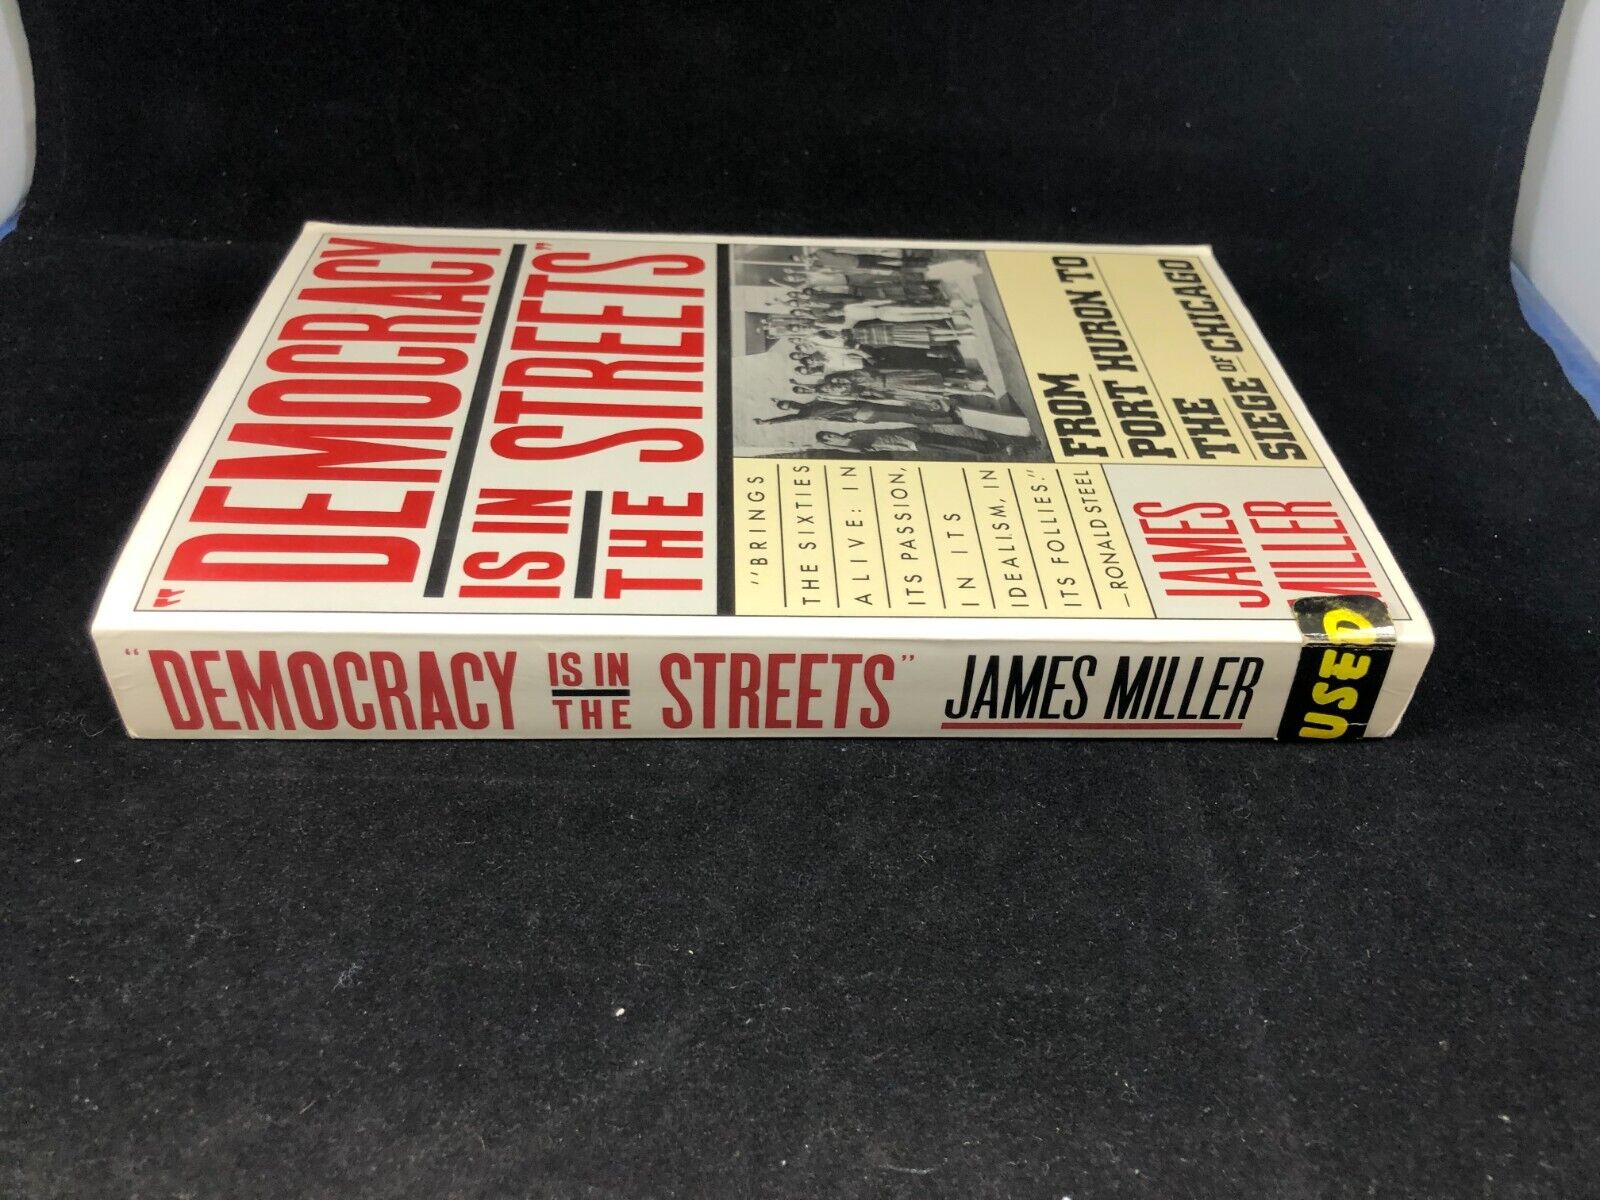 "DEMOCRACY
IS IN STREETS"
THE
FROM
PORT HURON TO
THE
SIEGE OF CHICAGO
"BRINGS
THE SIXTIES
ALIVE: IN
ITS PASSION,
IN ITS
IDEALISM, IN
ITS FOLLIES."
—RONALD STEEL
JAMES
MILLER
"DEMOCRACY IS IN THE STREETS" JAMES MILLER
USED